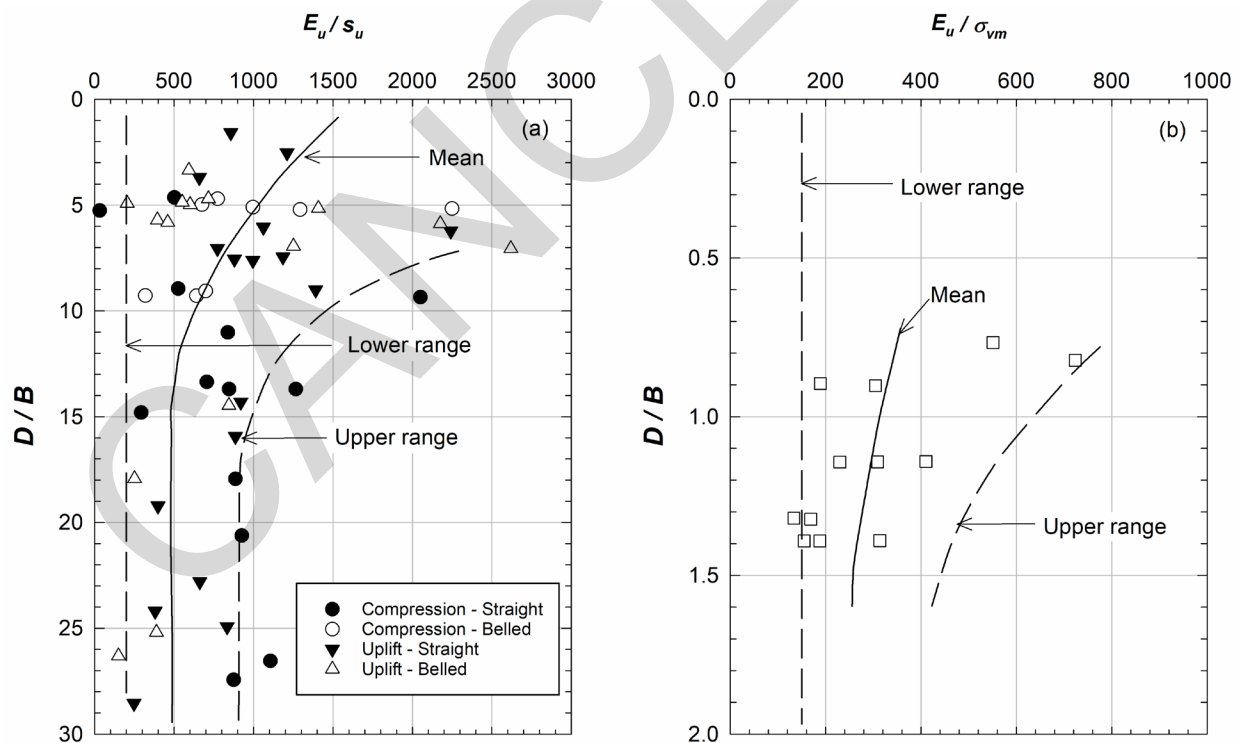 E_u / s_u
0 500 1000 1500 2000 2500 3000
0
5
10
15
20
25
30
D / B
(a)
Mean
Lower range
Upper range
Compression - Straight
Compression - Belled
Uplift - Straight
Uplift - Belled
E_u / σ_vm
0 200 400 600 800 1000
0.0
0.5
1.0
1.5
2.0
D / B
(b)
Lower range
Mean
Upper range